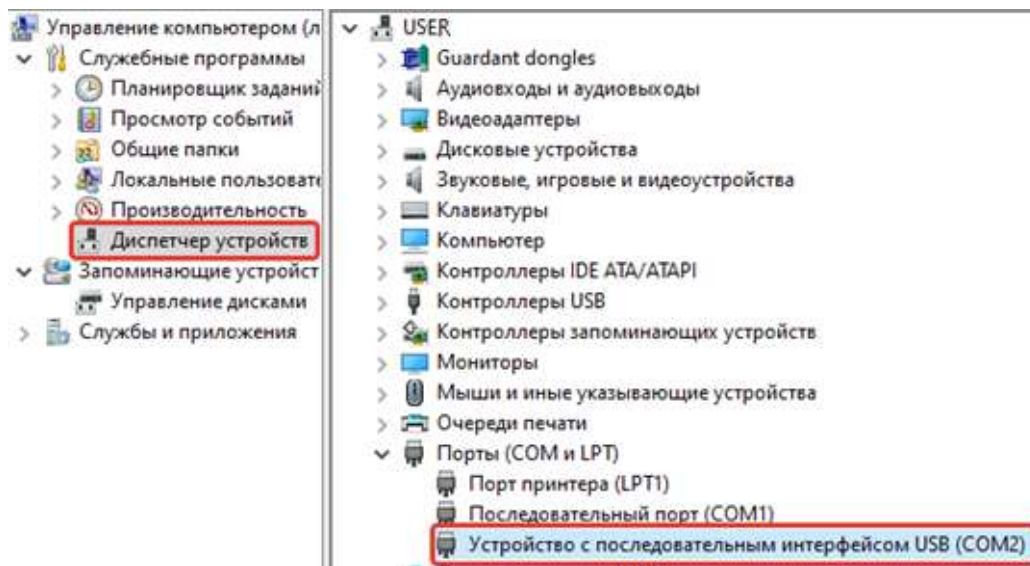 Управление компьютером (л
Служебные программы
Планировщик заданий
Просмотр событий
Общие папки
Локальные пользовате
Производительность
Диспетчер устройств
Запоминающие устройст
Управление дисками
Службы и приложения
USER
Guardant dongles
Аудиовходы и аудиовыходы
Видеоадаптеры
Дисковые устройства
Звуковые, игровые и видеоустройства
Клавиатуры
Компьютер
Контроллеры IDE ATA/ATAPI
Контроллеры USB
Контроллеры запоминающих устройств
Мониторы
Мыши и иные указывающие устройства
Очереди печати
Порты (COM и LPT)
Порт принтера (LPT1)
Последовательный порт (COM1)
Устройство с последовательным интерфейсом USB (COM2)